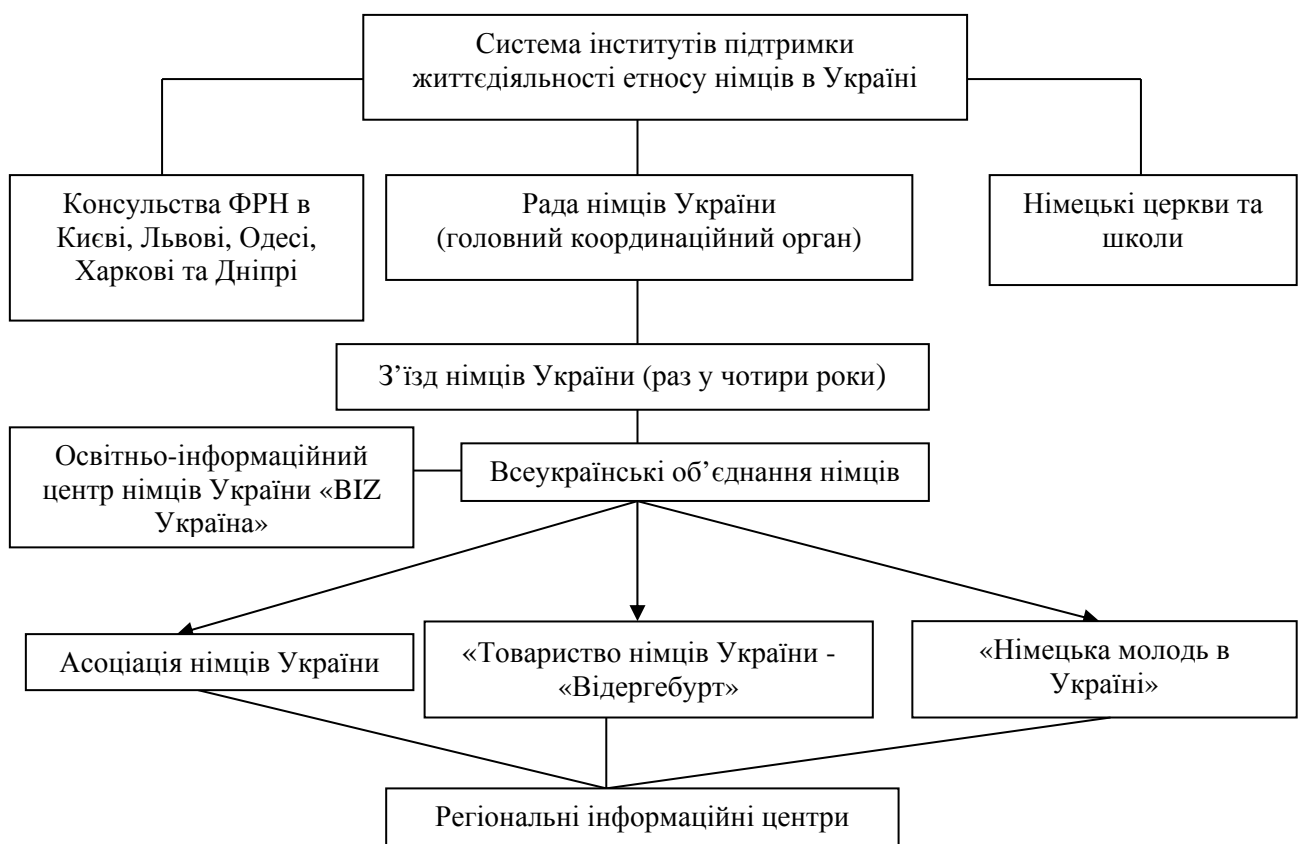 Система інститутів підтримки
життєдіяльності етносу німців в Україні
Консульства ФРН в
Києві, Львові, Одесі,
Харкові та Дніпрі
Рада німців України
(головний координаційний орган)
Німецькі церкви та
школи
З’їзд німців України (раз у чотири роки)
Освітньо-інформаційний
центр німців України «BIZ
Україна»
Всеукраїнські об’єднання німців
Асоціація німців України
«Товариство німців України -
«Відергебурт»
«Німецька молодь в
Україні»
Регіональні інформаційні центри